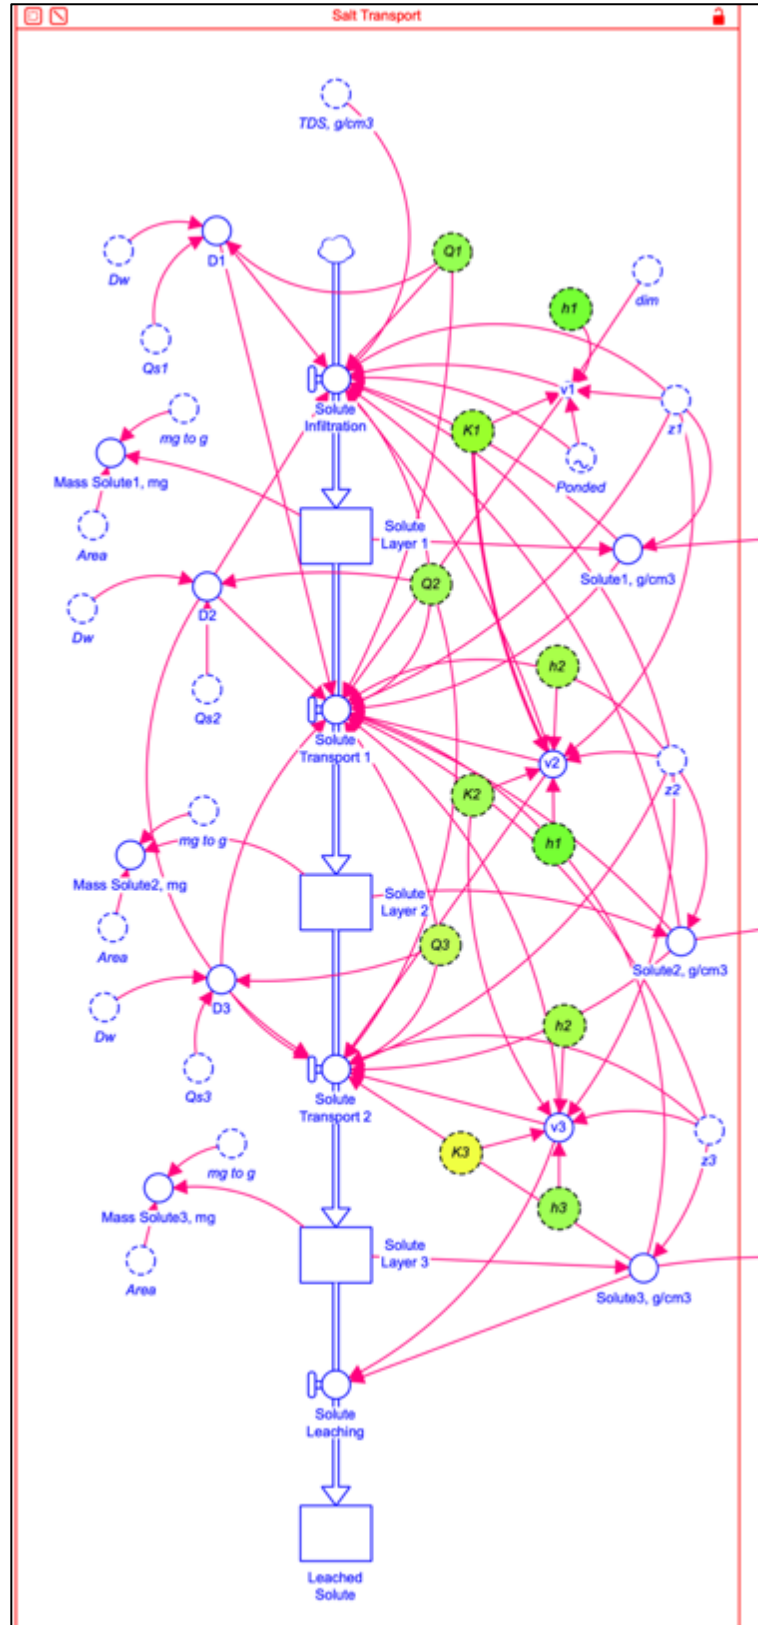 Salt Transport
TDS, g/cm3
Dw
D1
Q1
h1
dim
Qs1
v1
z1
Solute
Infiltration
mg to g
K1
Mass Solute1, mg
Ponded
Area
Solute
Layer 1
Solute1, g/cm3
Q2
D2
Dw
h2
Qs2
Solute
Transport 1
v2
z2
K2
mg to g
h1
Mass Solute2, mg
Solute
Layer 2
Area
Q3
Solute2, g/cm3
D3
Dw
h2
Qs3
Solute
Transport 2
v3
K3
z3
mg to g
h3
Mass Solute3, mg
Solute
Layer 3
Area
Solute3, g/cm3
Solute
Leaching
Leached
Solute